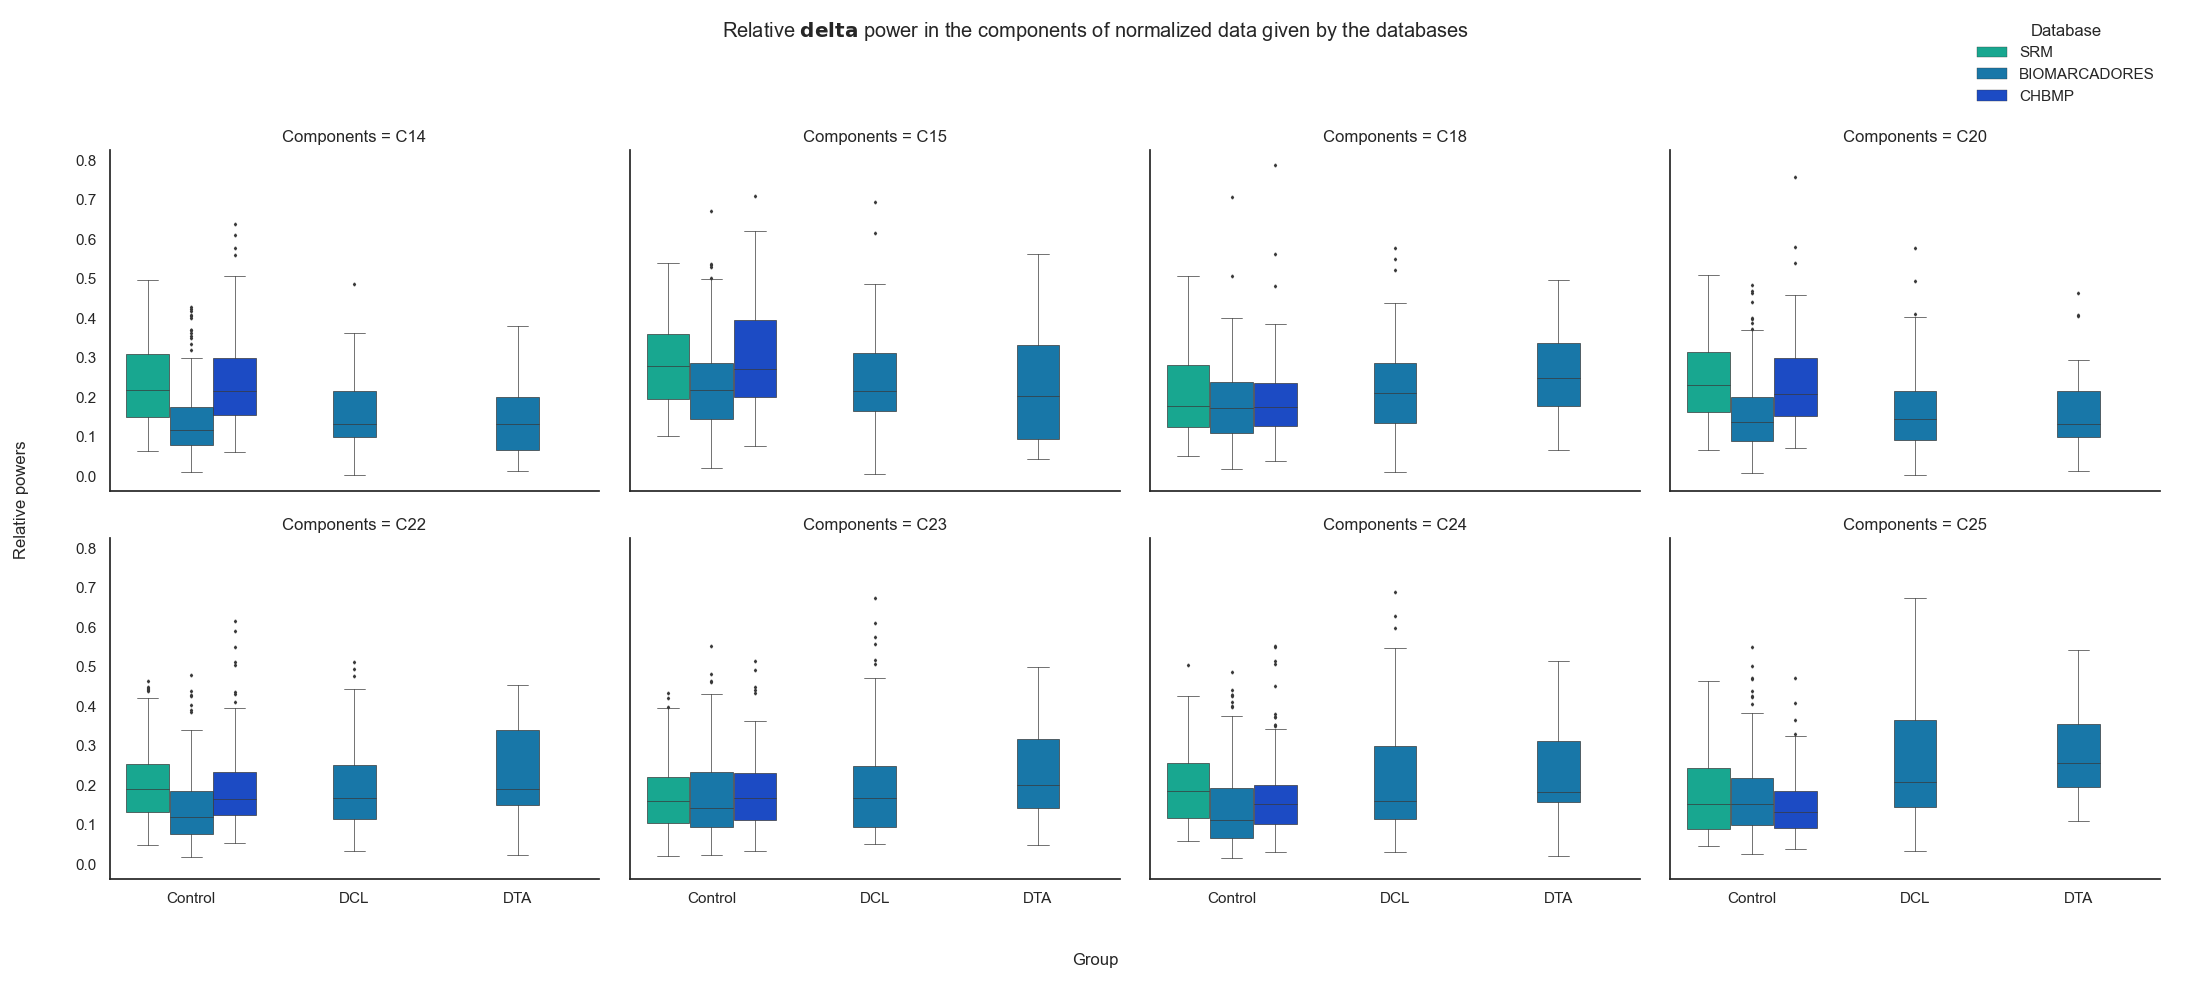 Relative delta power in the components of normalized data given by the databases
Database
SRM
BIOMARCADORES
CHBMP
Components = C14
Components = C15
Components = C18
Components = C20
0.8
0.7
0.6
0.5
0.4
0.3
0.2
0.1
0.0
Relative powers
Components = C22
Components = C23
Components = C24
Components = C25
0.8
0.7
0.6
0.5
0.4
0.3
0.2
0.1
0.0
Control DCL DTA
Control DCL DTA
Control DCL DTA
Control DCL DTA
Group